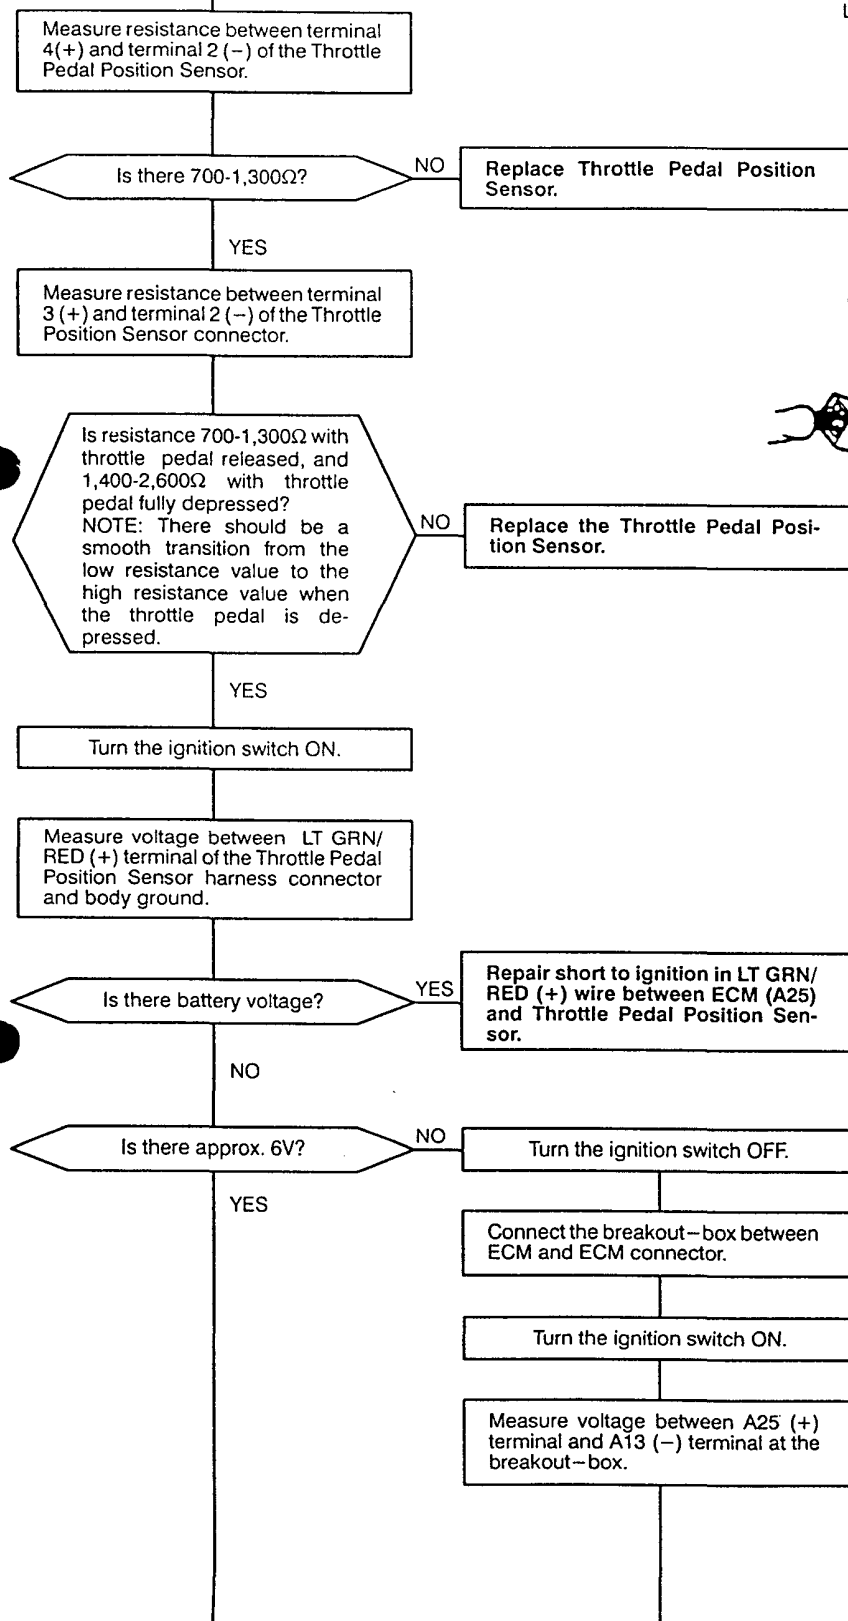 Measure resistance between terminal
4(+) and terminal 2 (−) of the Throttle
Pedal Position Sensor.
Is there 700-1,300Ω?
NO
Replace Throttle Pedal Position
Sensor.
YES
Measure resistance between terminal
3 (+) and terminal 2 (−) of the Throttle
Position Sensor connector.
Is resistance 700-1,300Ω with
throttle pedal released, and
1,400-2,600Ω with throttle
pedal fully depressed?
NOTE: There should be a
smooth transition from the
low resistance value to the
high resistance value when
the throttle pedal is de-
pressed.
NO
Replace the Throttle Pedal Posi-
tion Sensor.
YES
Turn the ignition switch ON.
Measure voltage between LT GRN/
RED (+) terminal of the Throttle Pedal
Position Sensor harness connector
and body ground.
Is there battery voltage?
YES
Repair short to ignition in LT GRN/
RED (+) wire between ECM (A25)
and Throttle Pedal Position Sen-
sor.
NO
Is there approx. 6V?
NO
Turn the ignition switch OFF.
YES
Connect the breakout−box between
ECM and ECM connector.
Turn the ignition switch ON.
Measure voltage between A25 (+)
terminal and A13 (−) terminal at the
breakout−box.